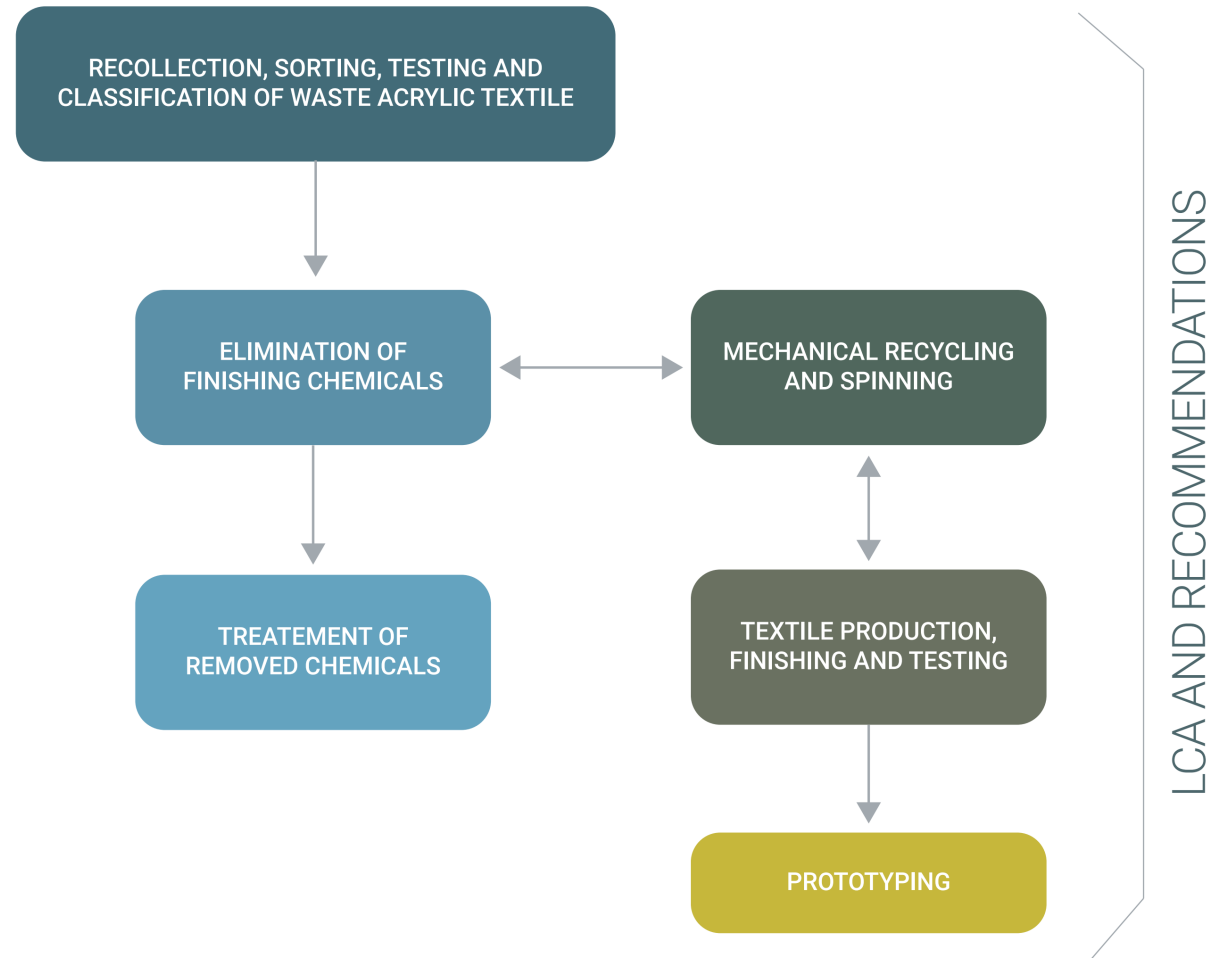 RECOLLECTION, SORTING, TESTING AND
CLASSIFICATION OF WASTE ACRYLIC TEXTILE
ELIMINATION OF
FINISHING CHEMICALS
MECHANICAL RECYCLING
AND SPINNING
TREATEMENT OF
REMOVED CHEMICALS
TEXTILE PRODUCTION,
FINISHING AND TESTING
PROTOTYPING
LCA AND RECOMMENDATIONS